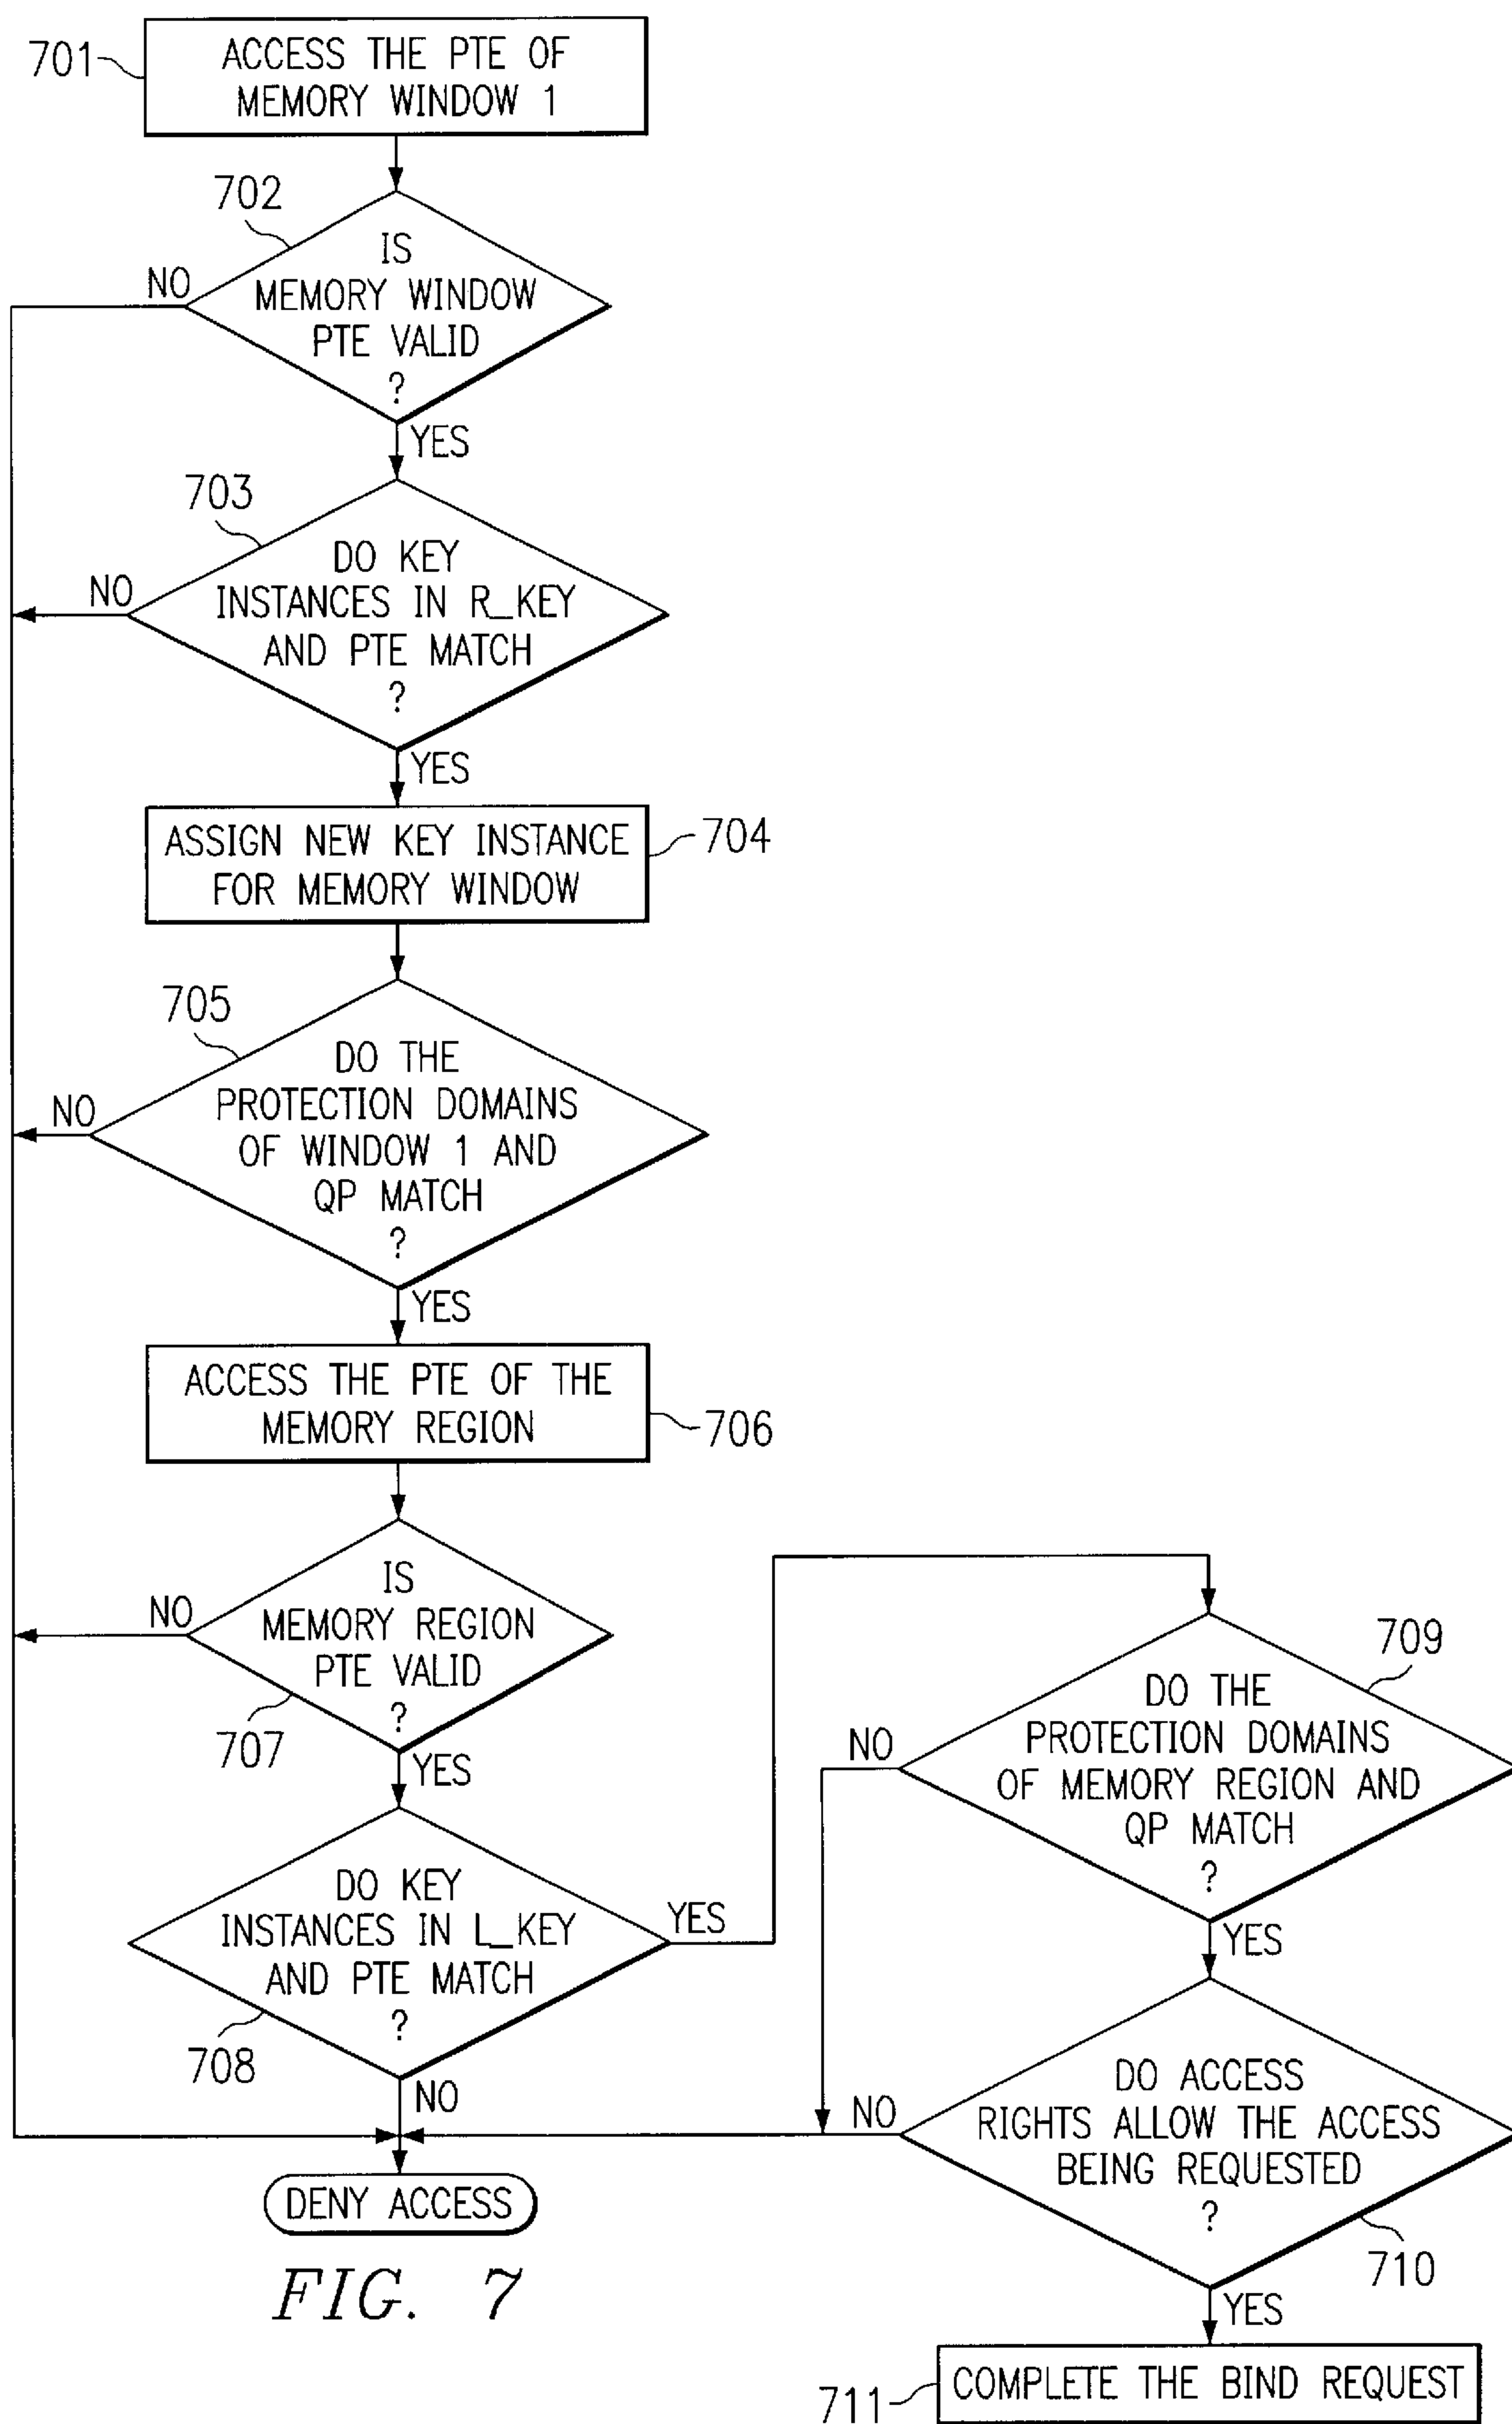 701
ACCESS THE PTE OF
MEMORY WINDOW 1
702
IS
MEMORY WINDOW
PTE VALID
?
NO
YES
703
DO KEY
INSTANCES IN R_KEY
AND PTE MATCH
?
NO
YES
ASSIGN NEW KEY INSTANCE
FOR MEMORY WINDOW
704
705
DO THE
PROTECTION DOMAINS
OF WINDOW 1 AND
QP MATCH
?
NO
YES
ACCESS THE PTE OF THE
MEMORY REGION
706
IS
MEMORY REGION
PTE VALID
?
NO
707
YES
DO KEY
INSTANCES IN L_KEY
AND PTE MATCH
?
YES
708
NO
DENY ACCESS
709
DO THE
PROTECTION DOMAINS
OF MEMORY REGION AND
QP MATCH
?
NO
YES
DO ACCESS
RIGHTS ALLOW THE ACCESS
BEING REQUESTED
?
NO
710
YES
711
COMPLETE THE BIND REQUEST
FIG. 7